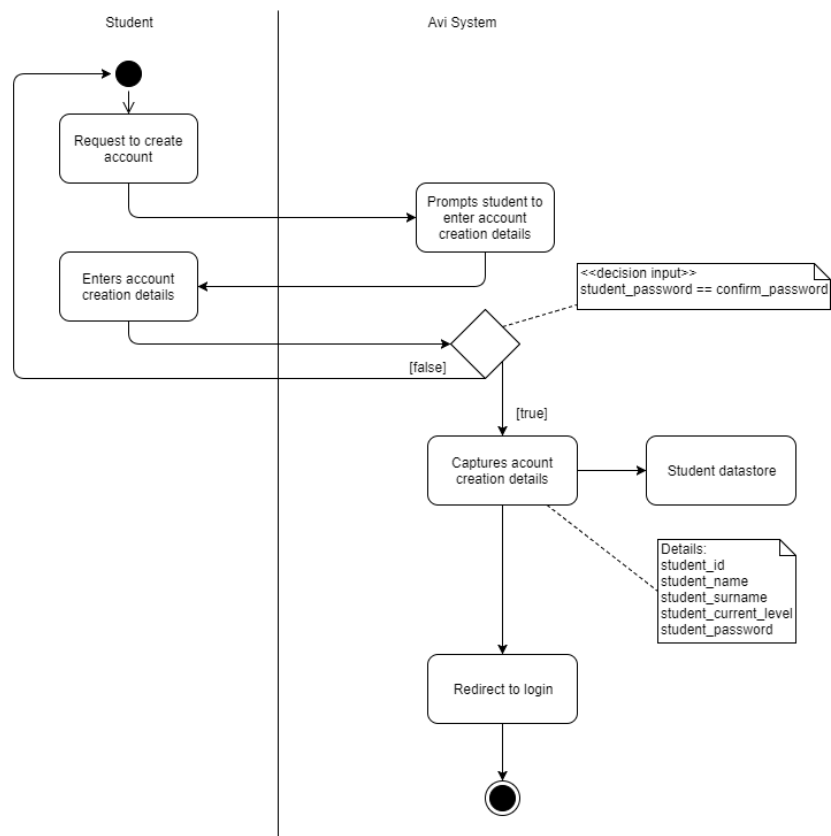 Student
Avi System
Request to create
account
Prompts student to
enter account
creation details
Enters account
creation details
<<decision input>>
student_password == confirm_password
[false]
[true]
Captures acount
creation details
Student datastore
Details:
student_id
student_name
student_surname
student_current_level
student_password
Redirect to login